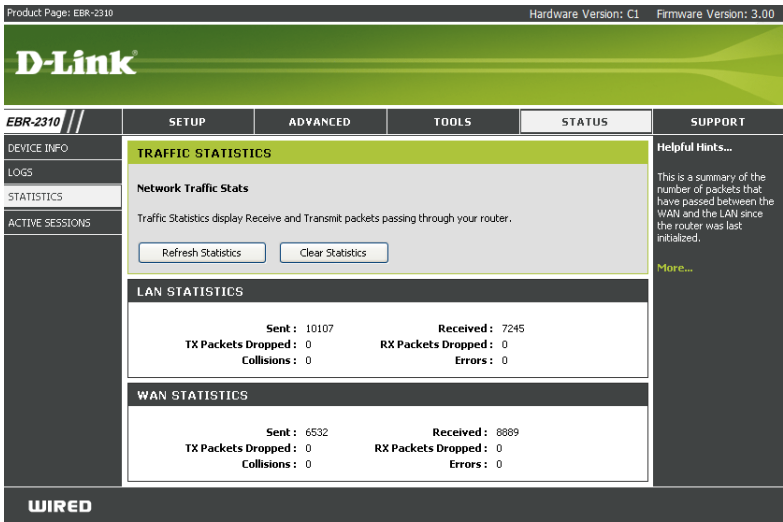 Product Page: EBR-2310 Hardware Version: C1 Firmware Version: 3.00
D-Link
EBR-2310 // SETUP ADVANCED TOOLS STATUS SUPPORT
DEVICE INFO
LOGS
STATISTICS
ACTIVE SESSIONS
TRAFFIC STATISTICS
Network Traffic Stats
Traffic Statistics display Receive and Transmit packets passing through your router.
Refresh Statistics Clear Statistics
LAN STATISTICS
Sent : 10107 Received : 7245
TX Packets Dropped : 0 RX Packets Dropped : 0
Collisions : 0 Errors : 0
WAN STATISTICS
Sent : 6532 Received : 8889
TX Packets Dropped : 0 RX Packets Dropped : 0
Collisions : 0 Errors : 0
Helpful Hints...
This is a summary of the
number of packets that
have passed between the
WAN and the LAN since
the router was last
initialized.
More...
WIRED